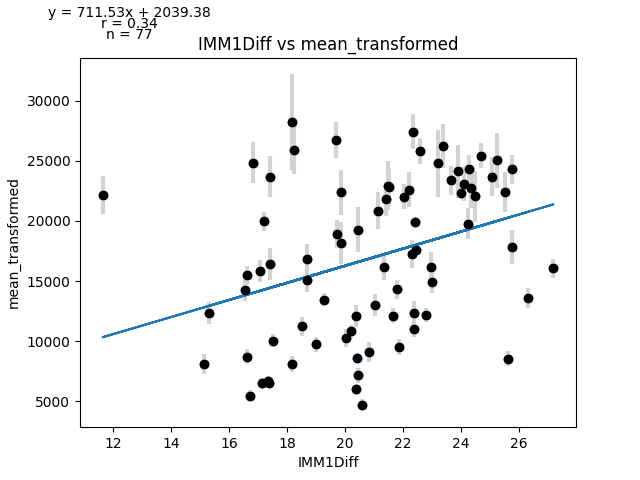 y = 711.53x + 2039.38
r = 0.34
n = 77
IMM1Diff vs mean_transformed
30000
25000
20000
15000
10000
5000
mean_transformed
12 14 16 18 20 22 24 26
IMM1Diff